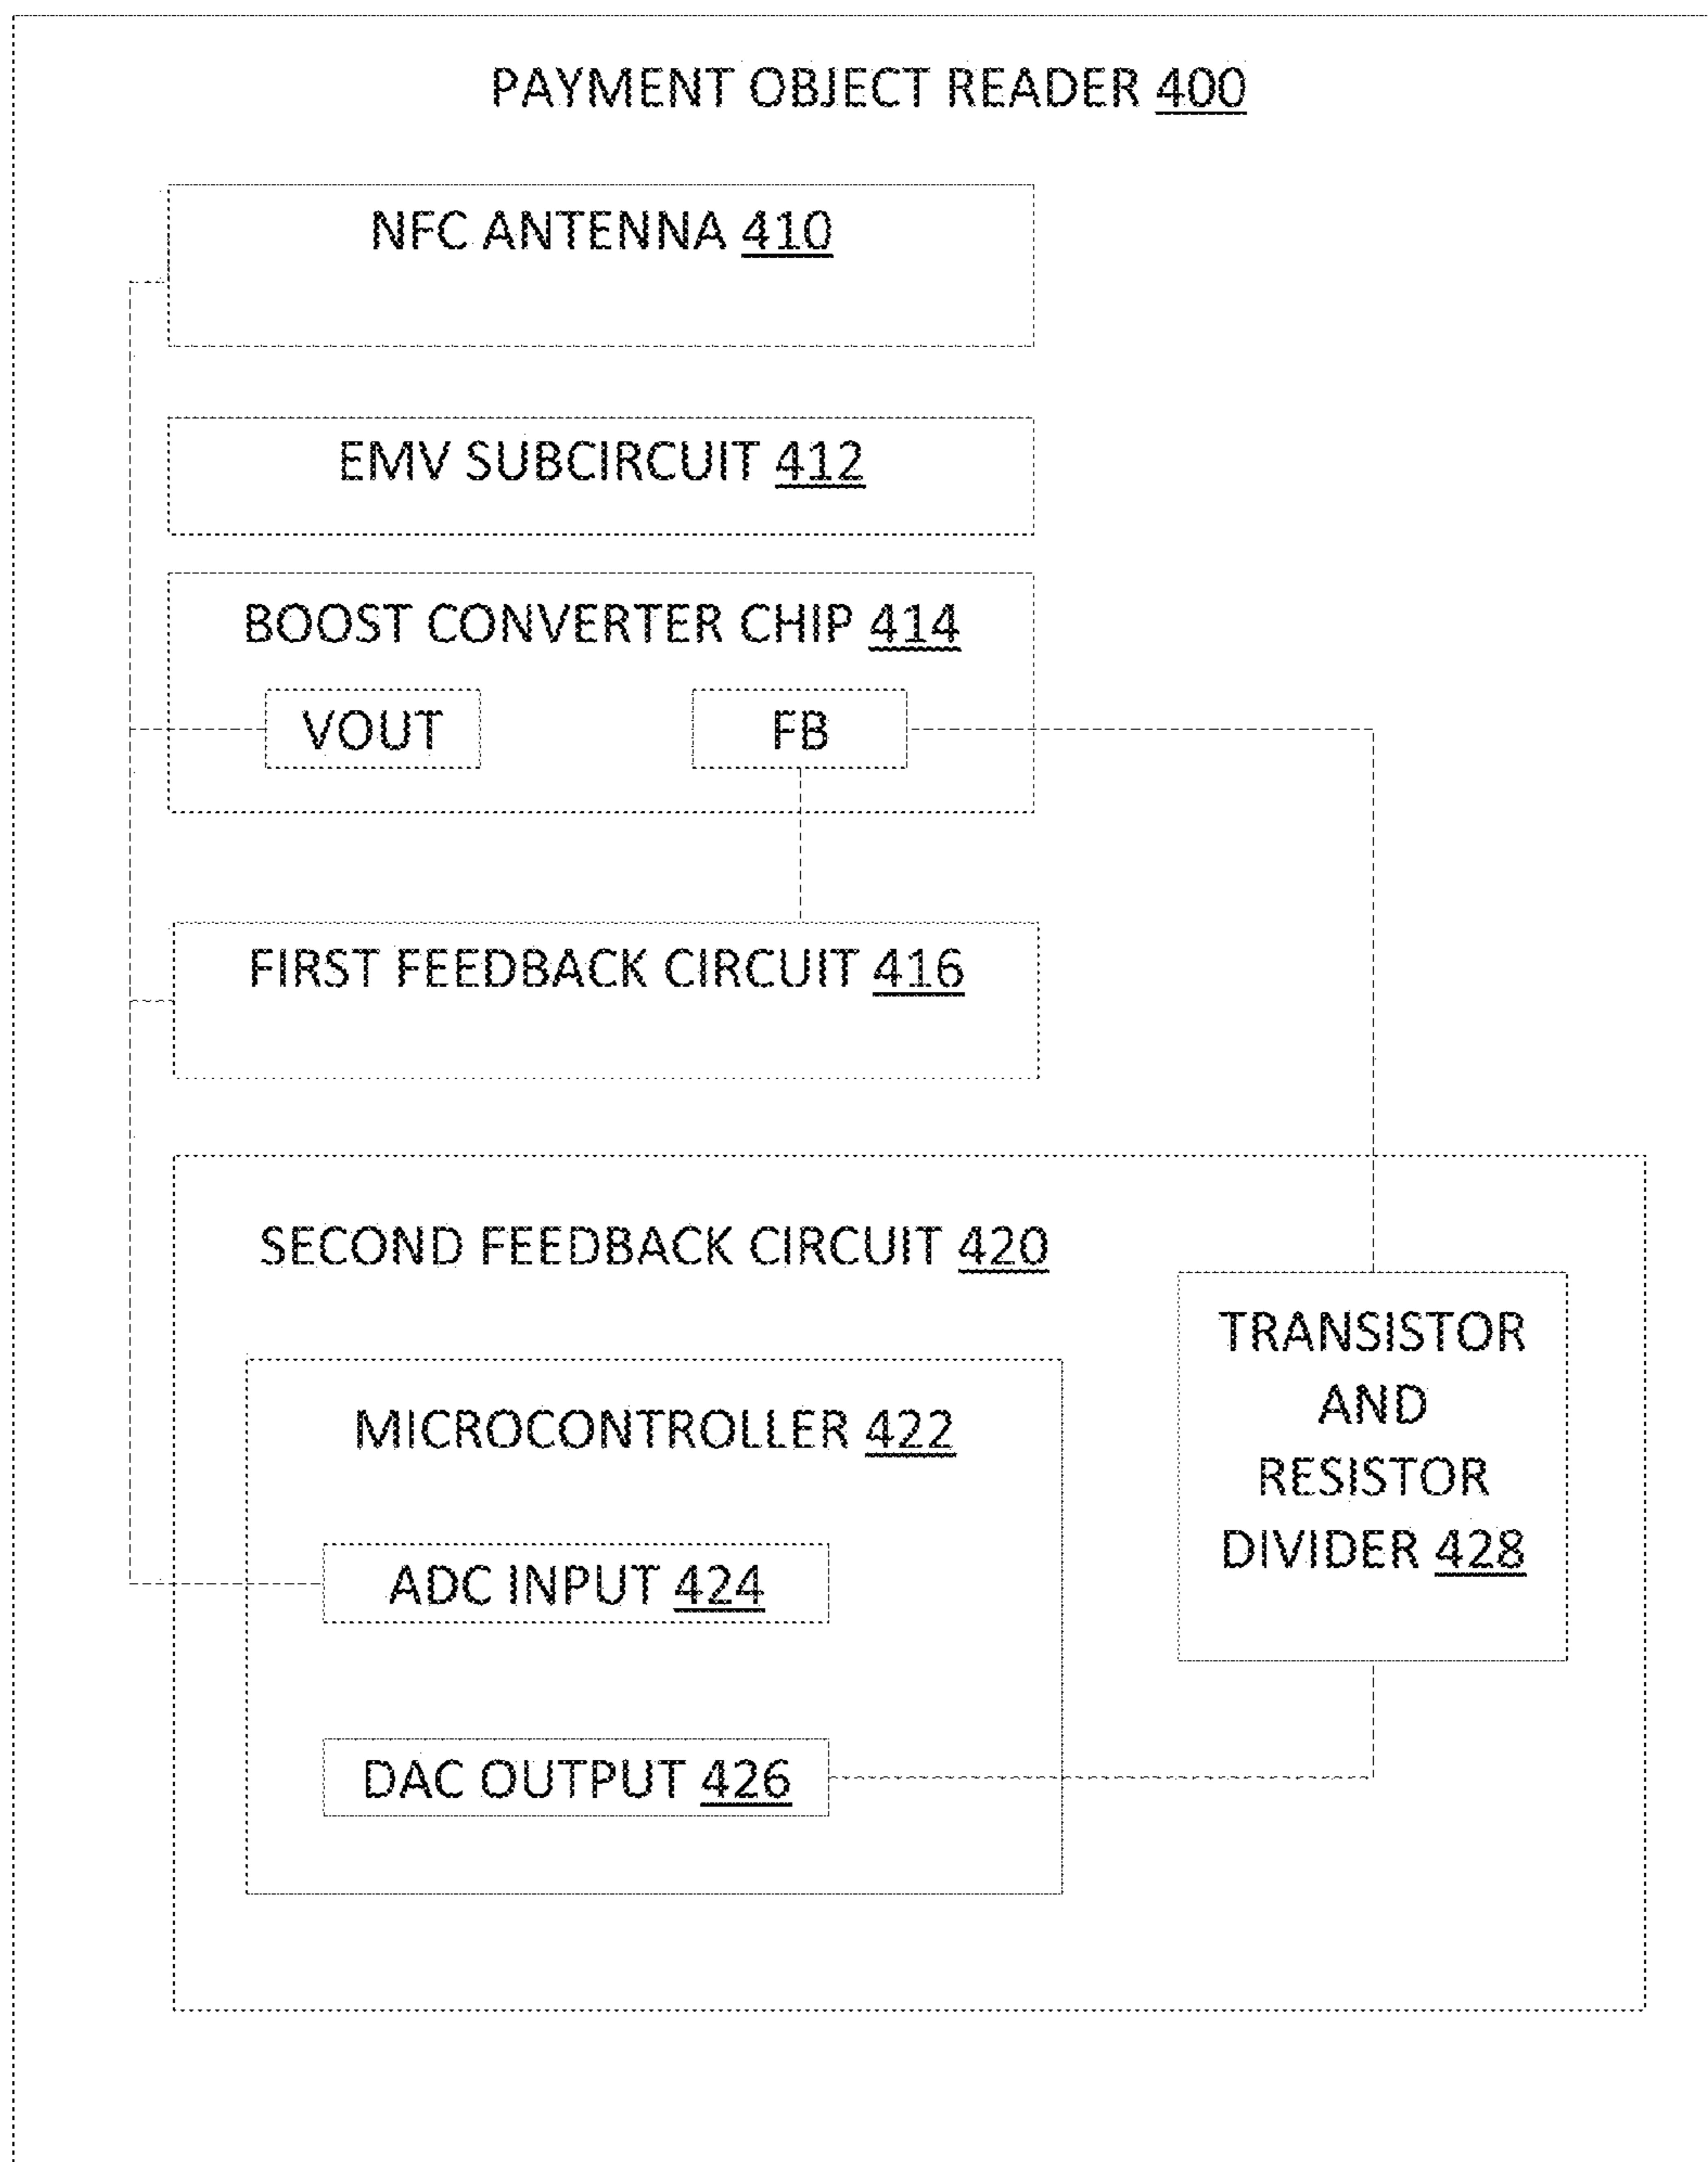 PAYMENT OBJECT READER 400
NFC ANTENNA 410
EMV SUBCIRCUIT 412
BOOST CONVERTER CHIP 414
VOUT
FB
FIRST FEEDBACK CIRCUIT 416
SECOND FEEDBACK CIRCUIT 420
TRANSISTOR
AND
RESISTOR
DIVIDER 428
MICROCONTROLLER 422
ADC INPUT 424
DAC OUTPUT 426